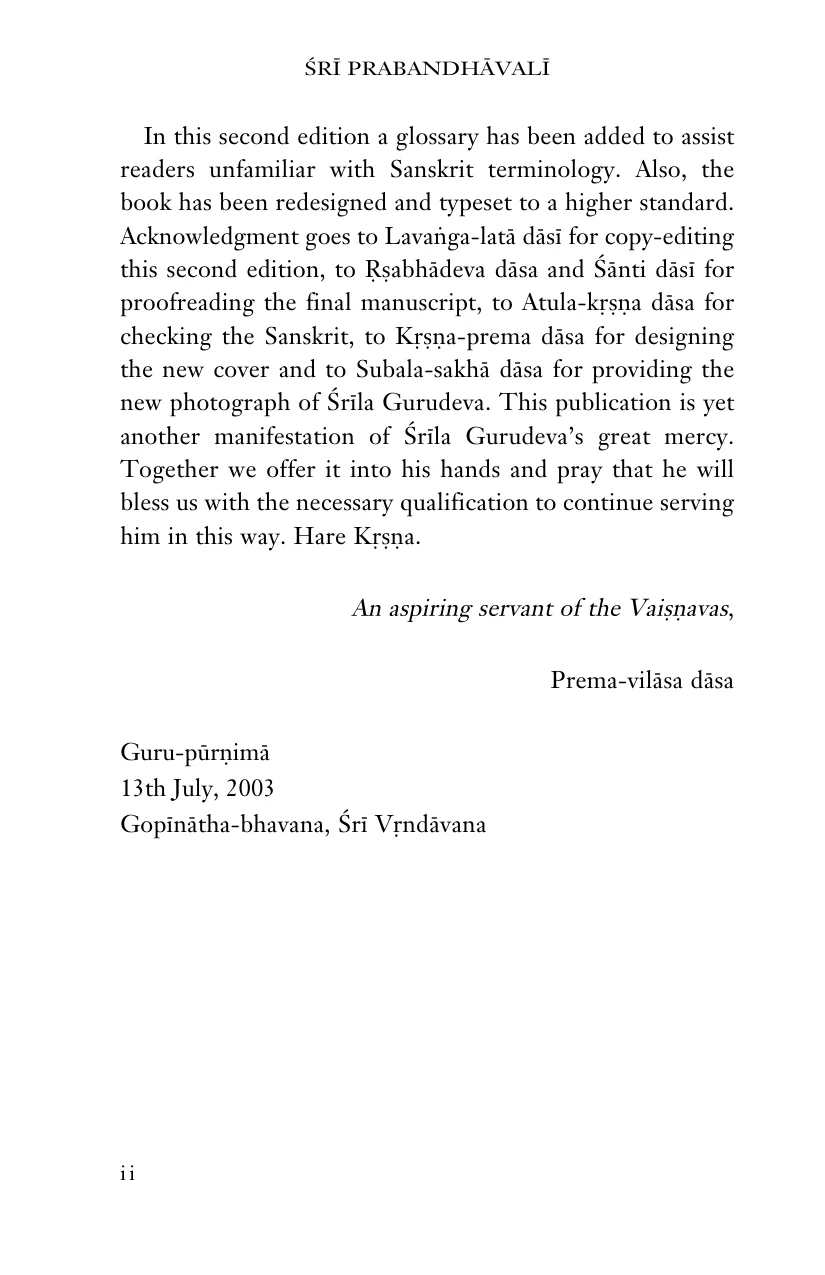 ŚRĪ PRABANDHĀVALĪ
In this second edition a glossary has been added to assist
readers unfamiliar with Sanskrit terminology. Also, the
book has been redesigned and typeset to a higher standard.
Acknowledgment goes to Lavaṅga-latā dāsī for copy-editing
this second edition, to Ṛṣabhādeva dāsa and Śānti dāsī for
proofreading the final manuscript, to Atula-kṛṣṇa dāsa for
checking the Sanskrit, to Kṛṣṇa-prema dāsa for designing
the new cover and to Subala-sakhā dāsa for providing the
new photograph of Śrīla Gurudeva. This publication is yet
another manifestation of Śrīla Gurudeva’s great mercy.
Together we offer it into his hands and pray that he will
bless us with the necessary qualification to continue serving
him in this way. Hare Kṛṣṇa.
An aspiring servant of the Vaiṣṇavas,
Prema-vilāsa dāsa
Guru-pūrṇimā
13th July, 2003
Gopīnātha-bhavana, Śrī Vṛndāvana
ii